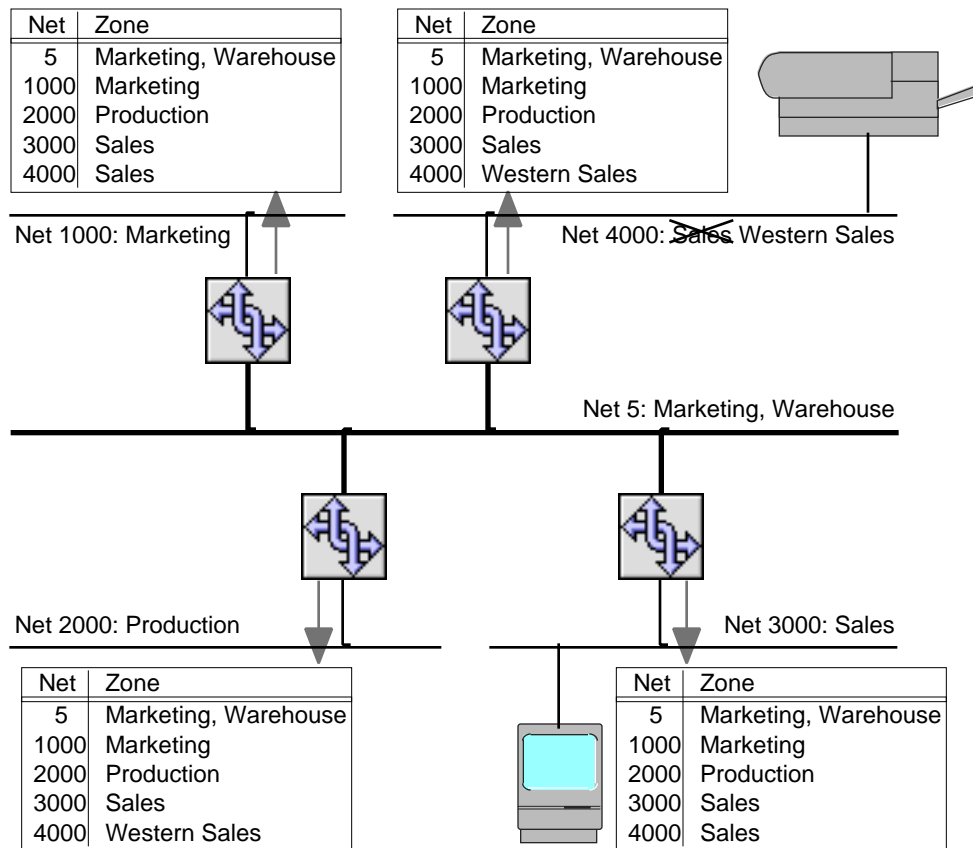 Net Zone
5 Marketing, Warehouse
1000 Marketing
2000 Production
3000 Sales
4000 Sales
Net Zone
5 Marketing, Warehouse
1000 Marketing
2000 Production
3000 Sales
4000 Western Sales
Net 1000: Marketing
Net 4000: Sales Western Sales
Net 5: Marketing, Warehouse
Net 2000: Production
Net 3000: Sales
Net Zone
5 Marketing, Warehouse
1000 Marketing
2000 Production
3000 Sales
4000 Western Sales
Net Zone
5 Marketing, Warehouse
1000 Marketing
2000 Production
3000 Sales
4000 Sales